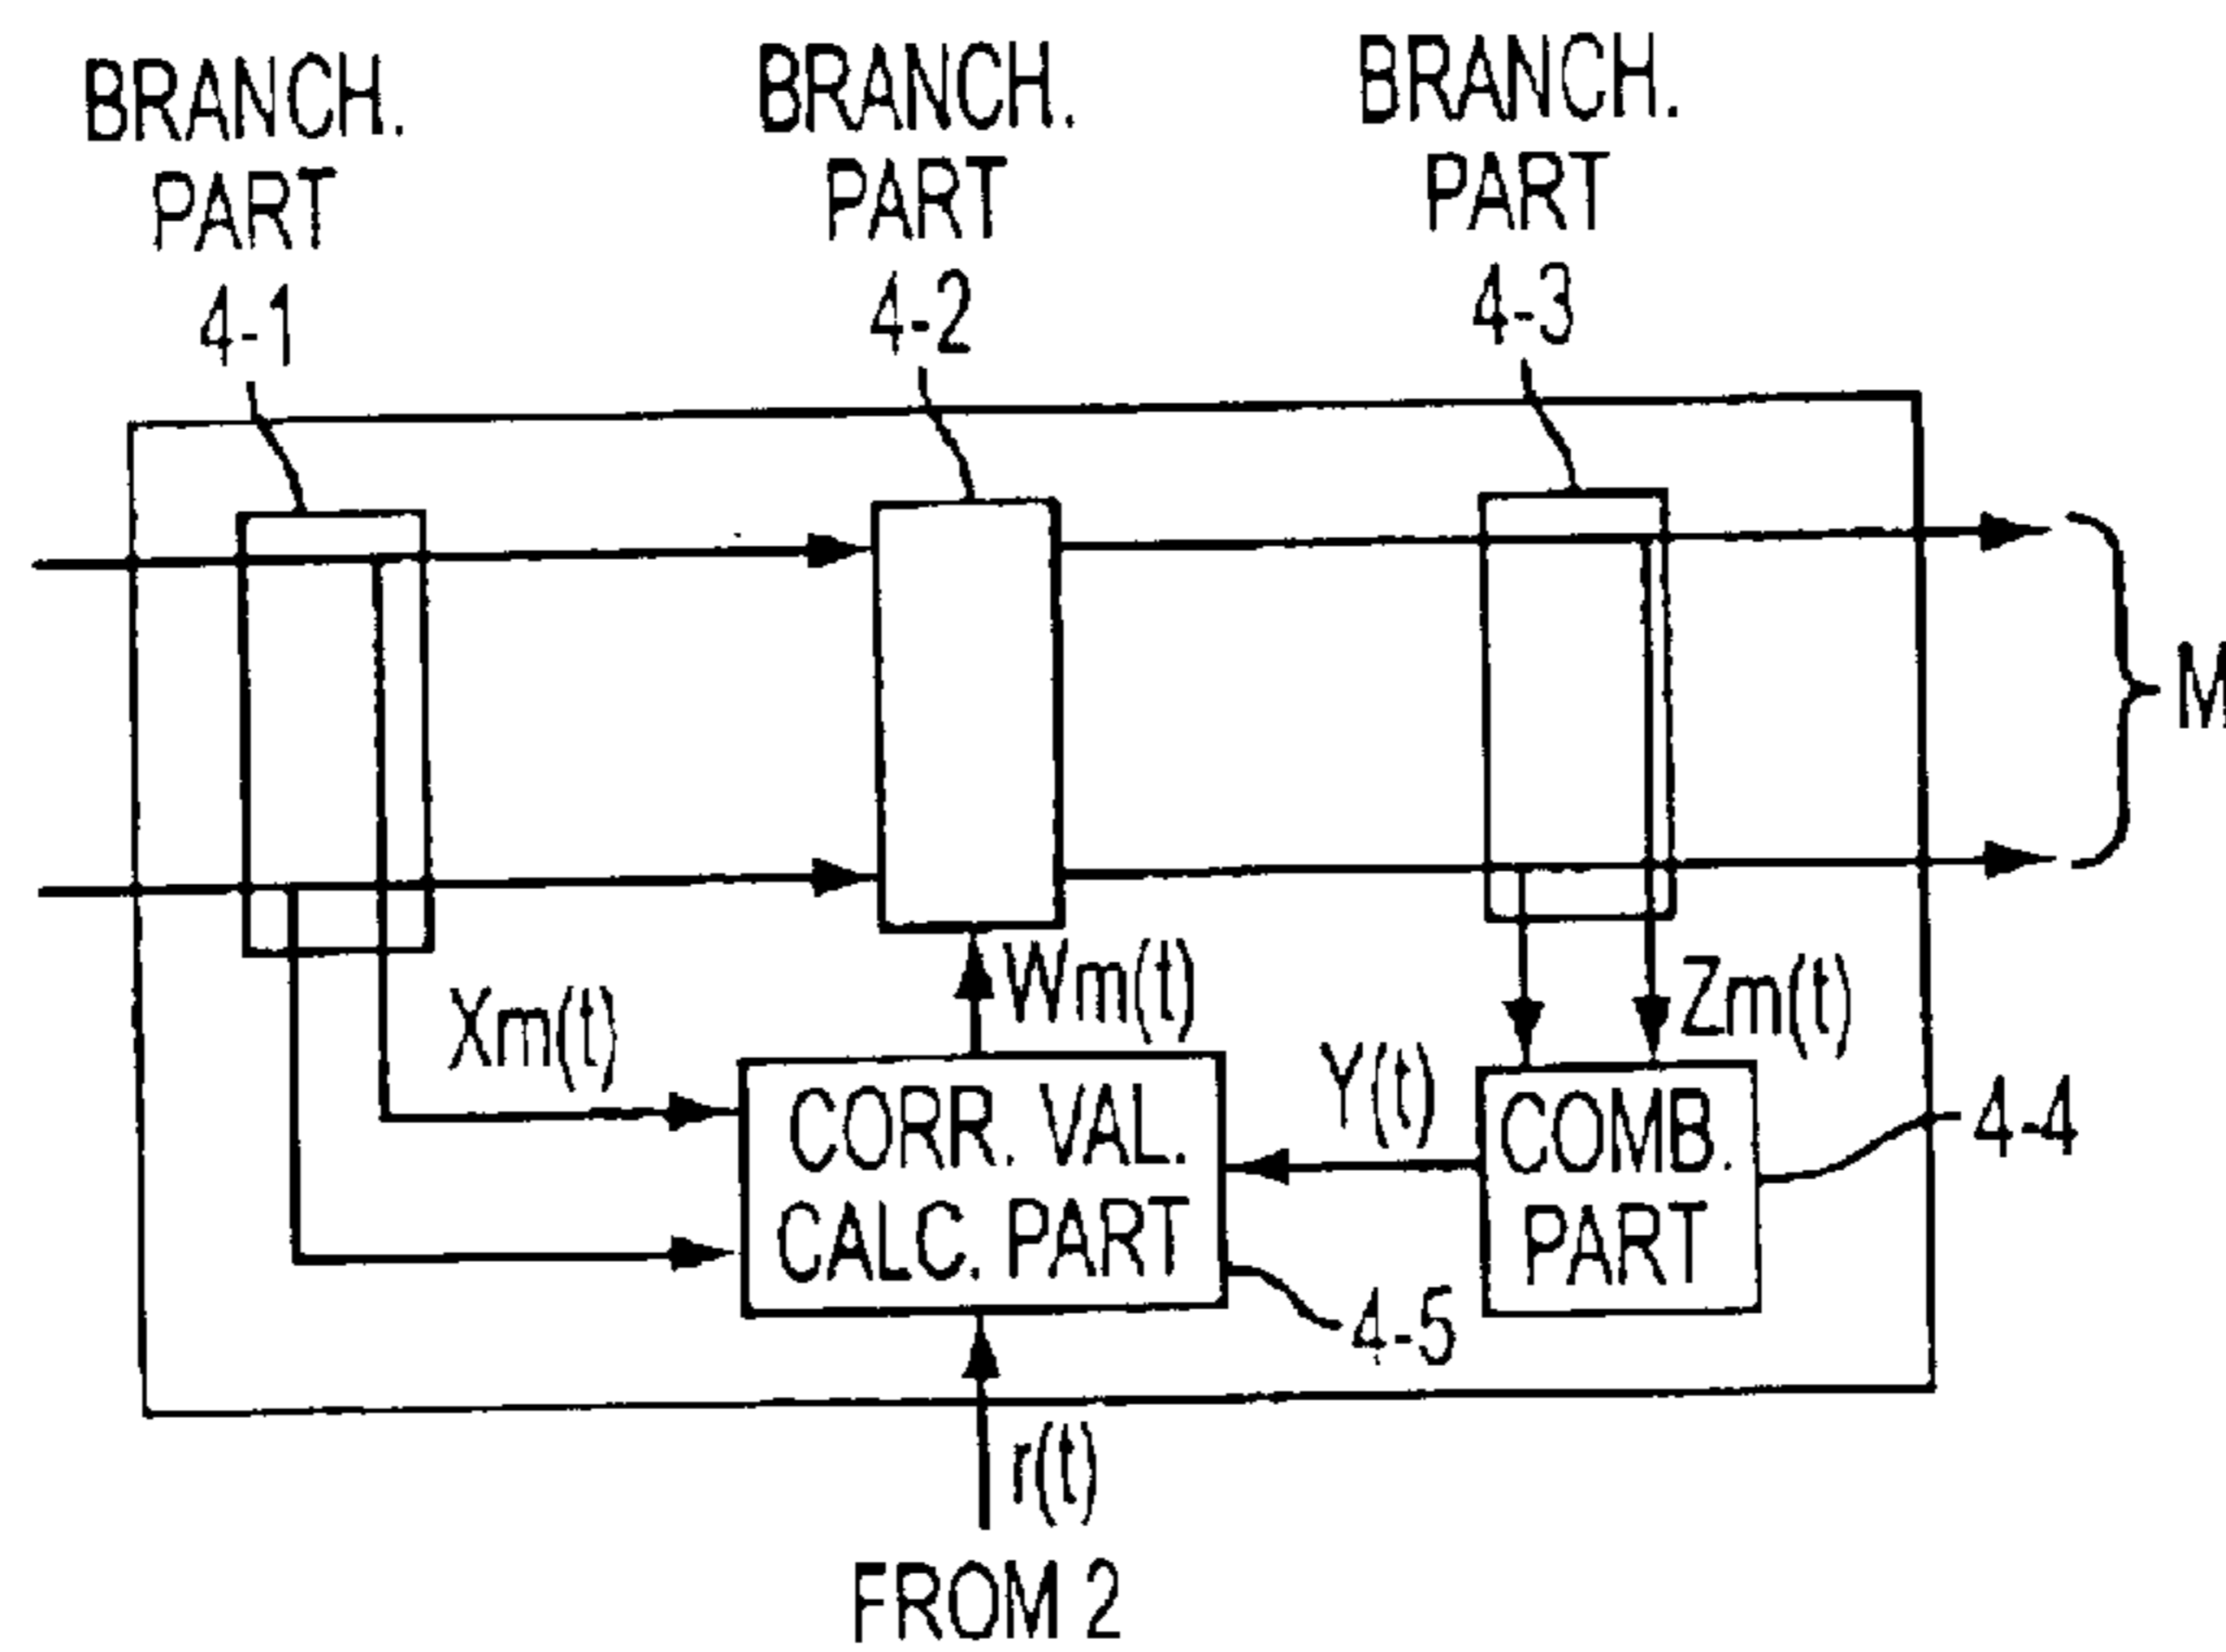 BRANCH.
PART
4-1
BRANCH.
PART
4-2
BRANCH.
PART
4-3
M
Xm(t)
Wm(t)
Zm(t)
Y(t)
CORR. VAL.
CALC. PART
COMB.
PART
4-4
4-5
r(t)
FROM 2